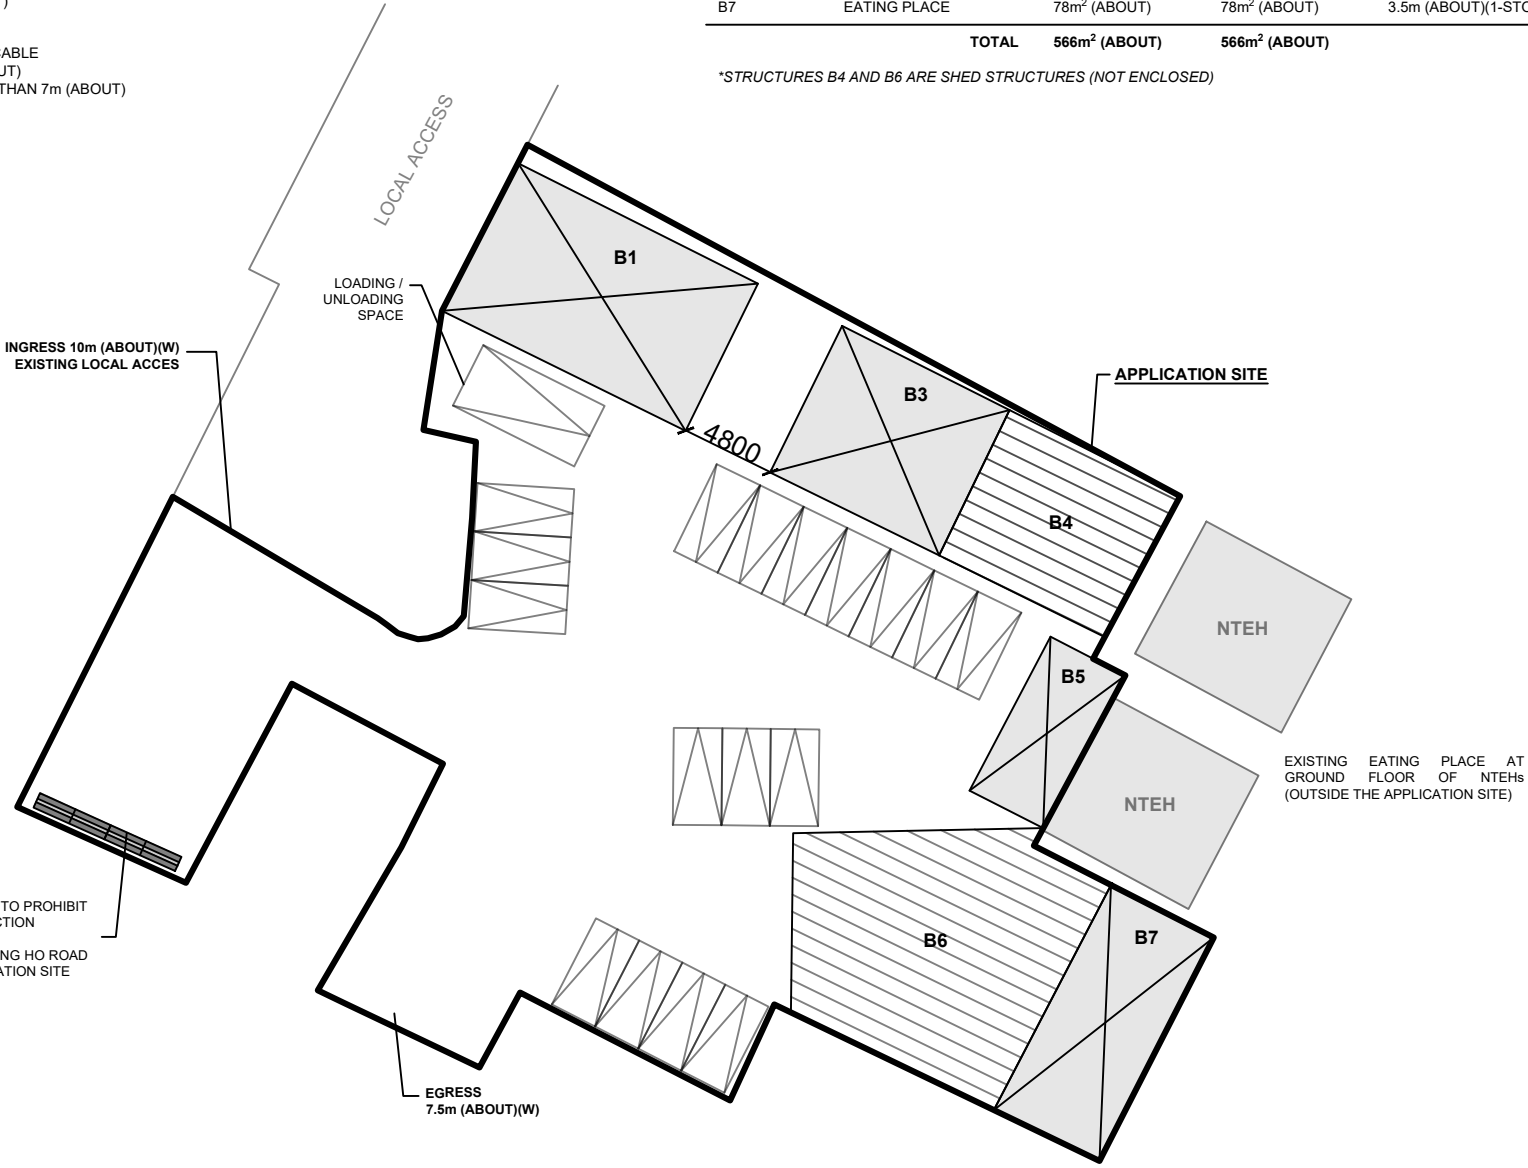 B7 EATING PLACE 78m² (ABOUT) 78m² (ABOUT) 3.5m (ABOUT)(1-STO
TOTAL 566m² (ABOUT) 566m² (ABOUT)
*STRUCTURES B4 AND B6 ARE SHED STRUCTURES (NOT ENCLOSED)
CABLE
UT)
THAN 7m (ABOUT)
LOCAL ACCESS
B1
LOADING /
UNLOADING
SPACE
INGRESS 10m (ABOUT)(W)
EXISTING LOCAL ACCES
APPLICATION SITE
B3
4800
B4
NTEH
B5
EXISTING EATING PLACE AT
GROUND FLOOR OF NTEHs
(OUTSIDE THE APPLICATION SITE)
NTEH
TO PROHIBIT
CTION
NG HO ROAD
ATION SITE
B6
B7
EGRESS
7.5m (ABOUT)(W)